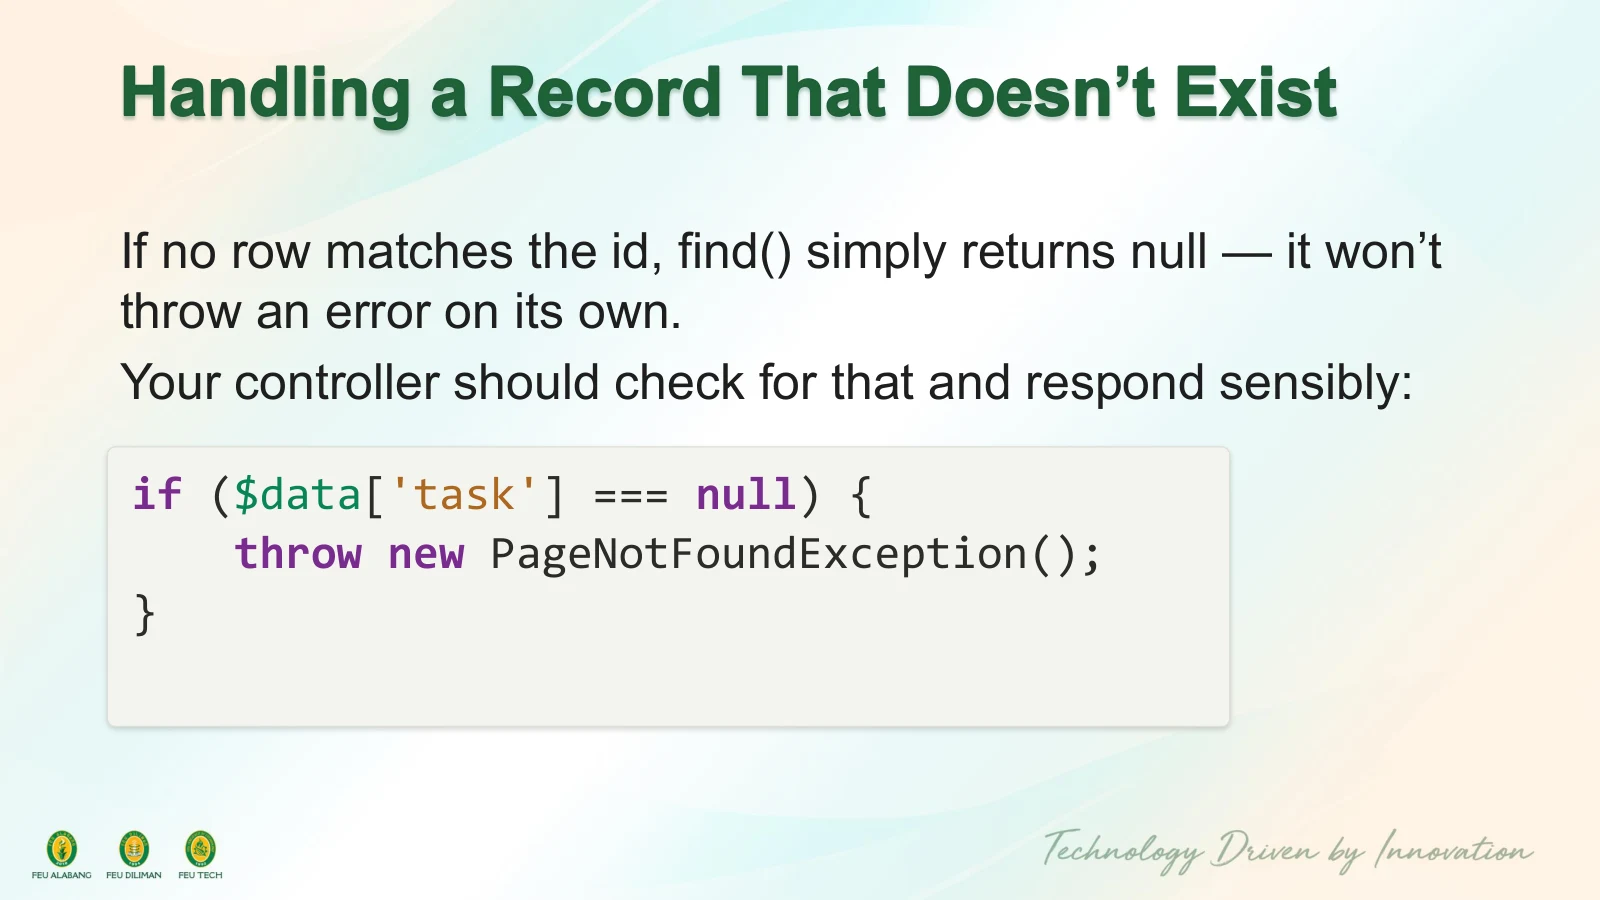 Handling a Record That Doesn’t Exist
If no row matches the id, find() simply returns null — it won’t
throw an error on its own.
Your controller should check for that and respond sensibly:
if ($data['task'] === null) {
    throw new PageNotFoundException();
}
FEU ALABANG
FEU DILIMAN
FEU TECH
Technology Driven by Innovation